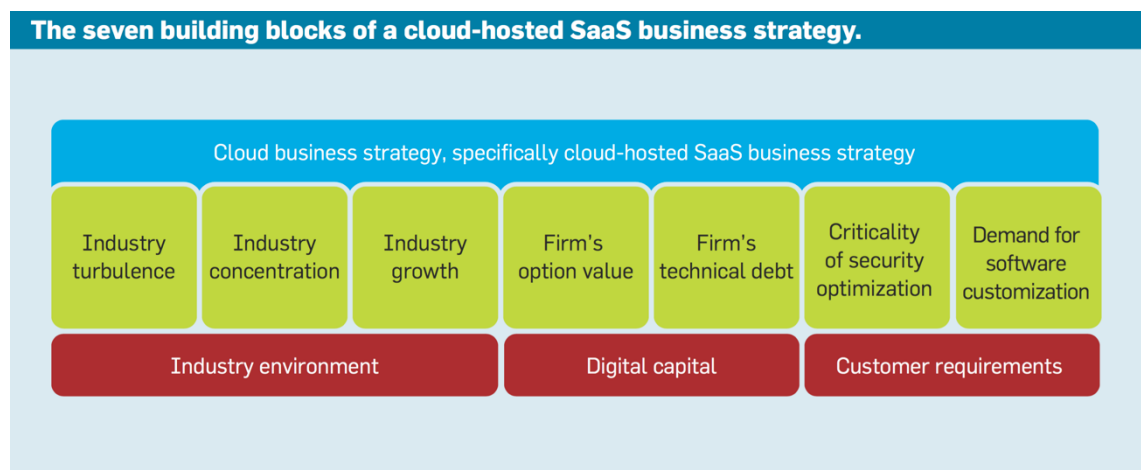 The seven building blocks of a cloud-hosted SaaS business strategy.
Cloud business strategy, specifically cloud-hosted SaaS business strategy
Industry
turbulence
Industry
concentration
Industry
growth
Firm's
option value
Firm's
technical debt
Criticality
of security
optimization
Demand for
software
customization
Industry environment
Digital capital
Customer requirements